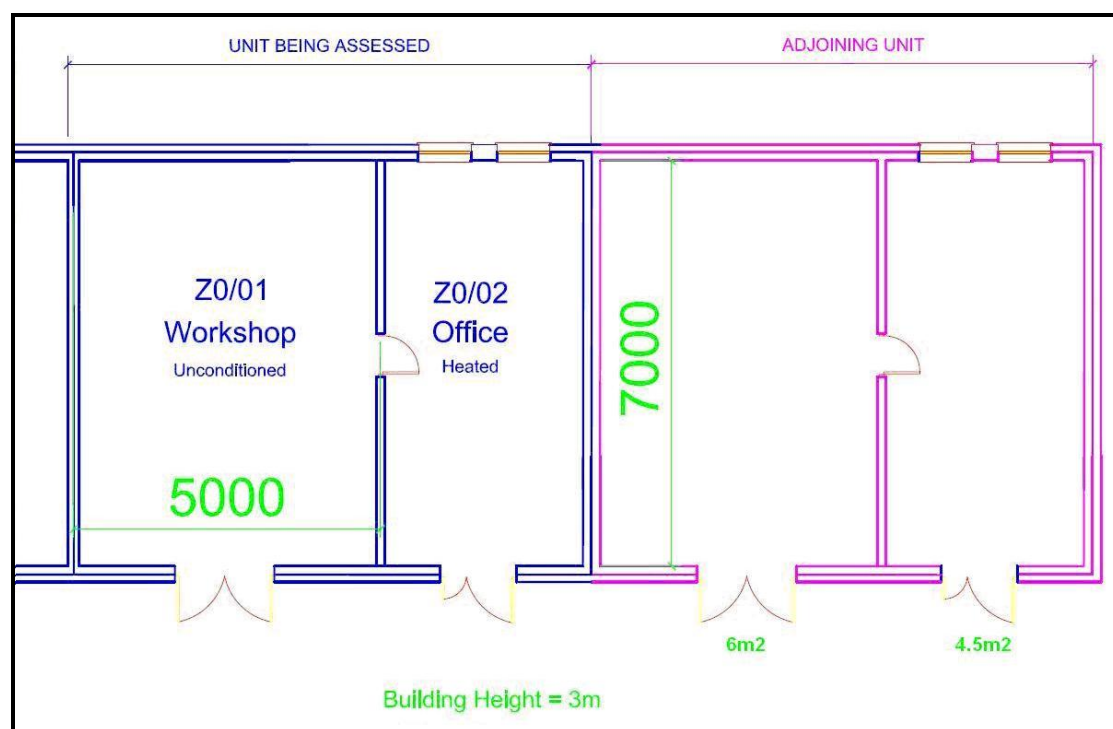 UNIT BEING ASSESSED
ADJOINING UNIT
Z0/01
Workshop
Unconditioned
Z0/02
Office
Heated
7000
5000
6m2
4.5m2
Building Height = 3m